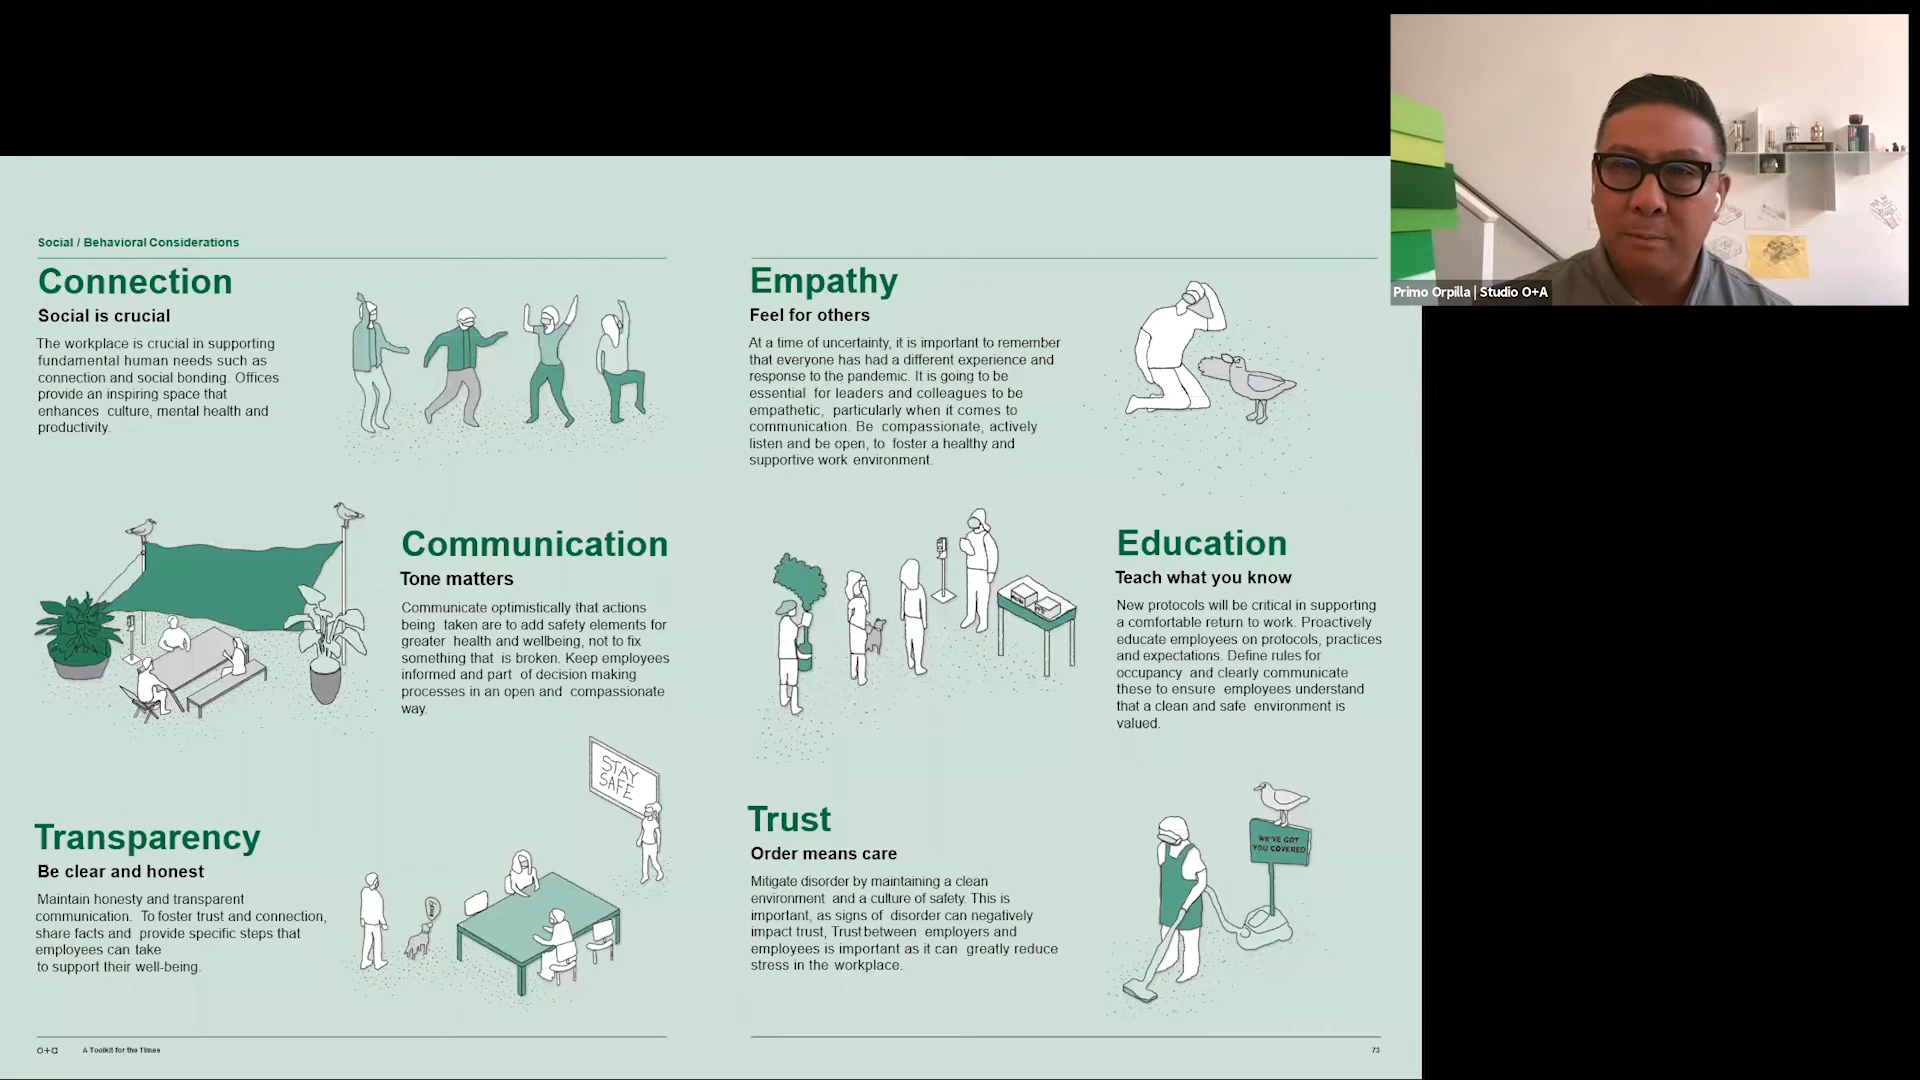 Primo Orpilla | Studio O+A
Social / Behavioral Considerations
Connection
Social is crucial
The workplace is crucial in supporting
fundamental human needs such as
connection and social bonding. Offices
provide an inspiring space that
enhances culture, mental health and
productivity.
Communication
Tone matters
Communicate optimistically that actions
being taken are to add safety elements for
greater health and wellbeing, not to fix
something that is broken. Keep employees
informed and part of decision making
processes in an open and compassionate
way.
STAY
SAFE
Transparency
Be clear and honest
Maintain honesty and transparent
communication. To foster trust and connection,
share facts and provide specific steps that
employees can take
to support their well-being.
Empathy
Feel for others
At a time of uncertainty, it is important to remember
that everyone has had a different experience and
response to the pandemic. It is going to be
essential for leaders and colleagues to be
empathetic, particularly when it comes to
communication. Be compassionate, actively
listen and be open, to foster a healthy and
supportive work environment.
Education
Teach what you know
New protocols will be critical in supporting
a comfortable return to work. Proactively
educate employees on protocols, practices
and expectations. Define rules for
occupancy and clearly communicate
these to ensure employees understand
that a clean and safe environment is
valued.
Trust
Order means care
Mitigate disorder by maintaining a clean
environment and a culture of safety. This is
important, as signs of disorder can negatively
impact trust, Trust between employers and
employees is important as it can greatly reduce
stress in the workplace.
WE'VE GOT
YOU COVERED
O+A
A Toolkit for the Times
73